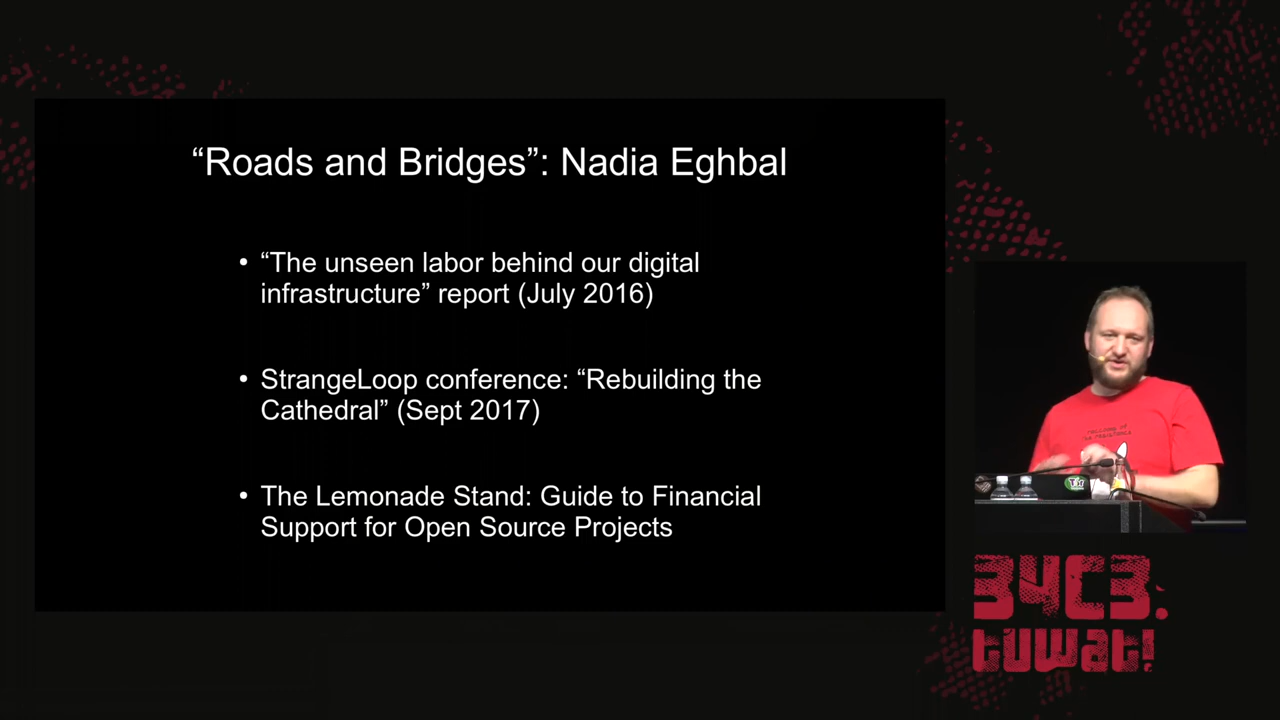 “Roads and Bridges”: Nadia Eghbal
• “The unseen labor behind our digital
infrastructure” report (July 2016)
• StrangeLoop conference: “Rebuilding the
Cathedral” (Sept 2017)
• The Lemonade Stand: Guide to Financial
Support for Open Source Projects
34C3.
tuwat!